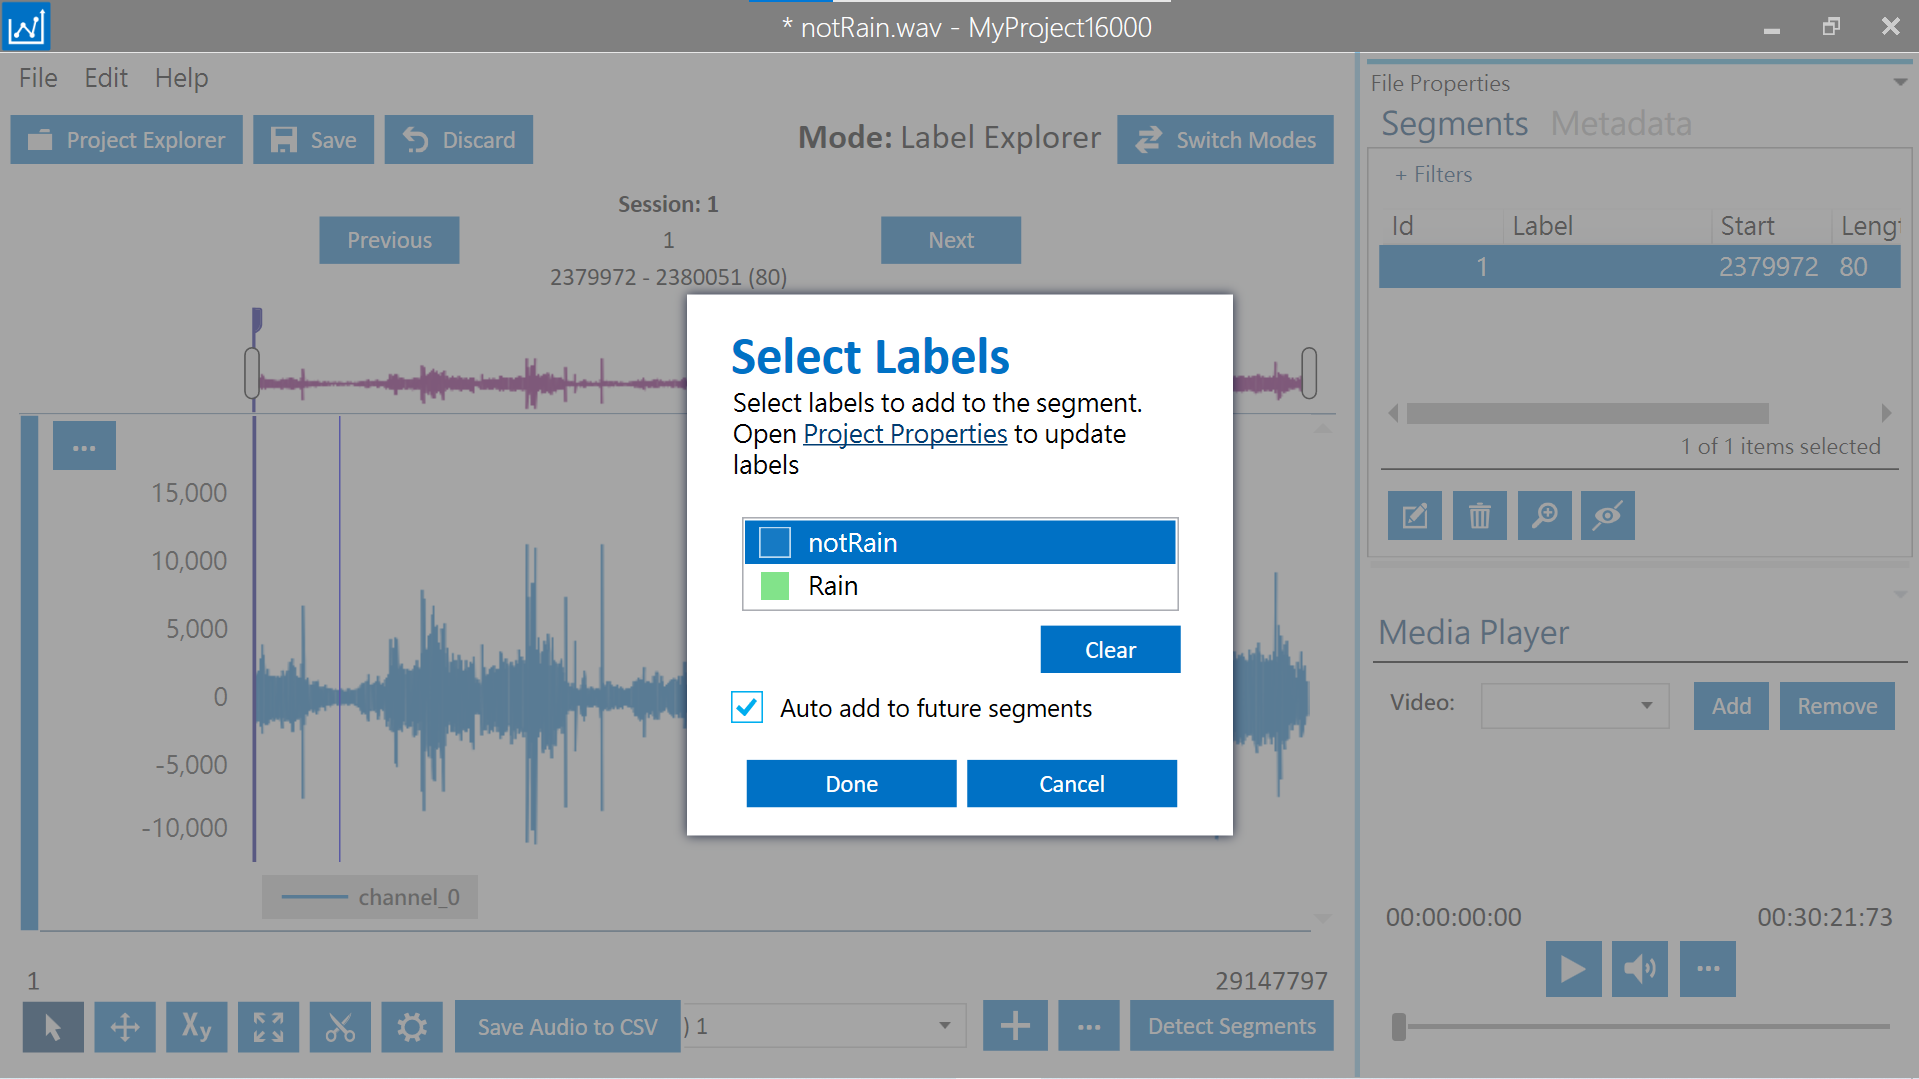 * notRain.wav - MyProject16000
File Edit Help
Project Explorer Save Discard Mode: Label Explorer Switch Modes
Session: 1
Previous 1 Next
2379972 - 2380051 (80)
...
15,000
10,000
5,000
0
-5,000
-10,000
channel_0
1 29147797
Xy Save Audio to CSV ) 1 ... Detect Segments
Select Labels
Select labels to add to the segment.
Open Project Properties to update
labels
notRain
Rain
Clear
Auto add to future segments
Done Cancel
File Properties
Segments Metadata
+ Filters
Id Label Start Lengt
1 2379972 80
1 of 1 items selected
Media Player
Video: Add Remove
00:00:00:00 00:30:21:73
...